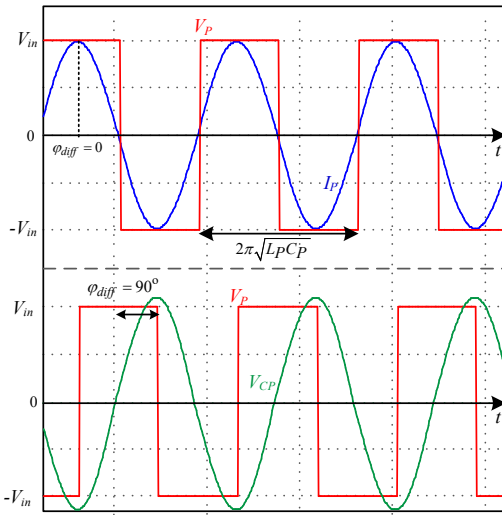 V_in
V_P
0
φ_diff = 0
t
I_P
-V_in
2π√L_P C_P
φ_diff = 90°
V_in
V_P
V_CP
0
t
-V_in